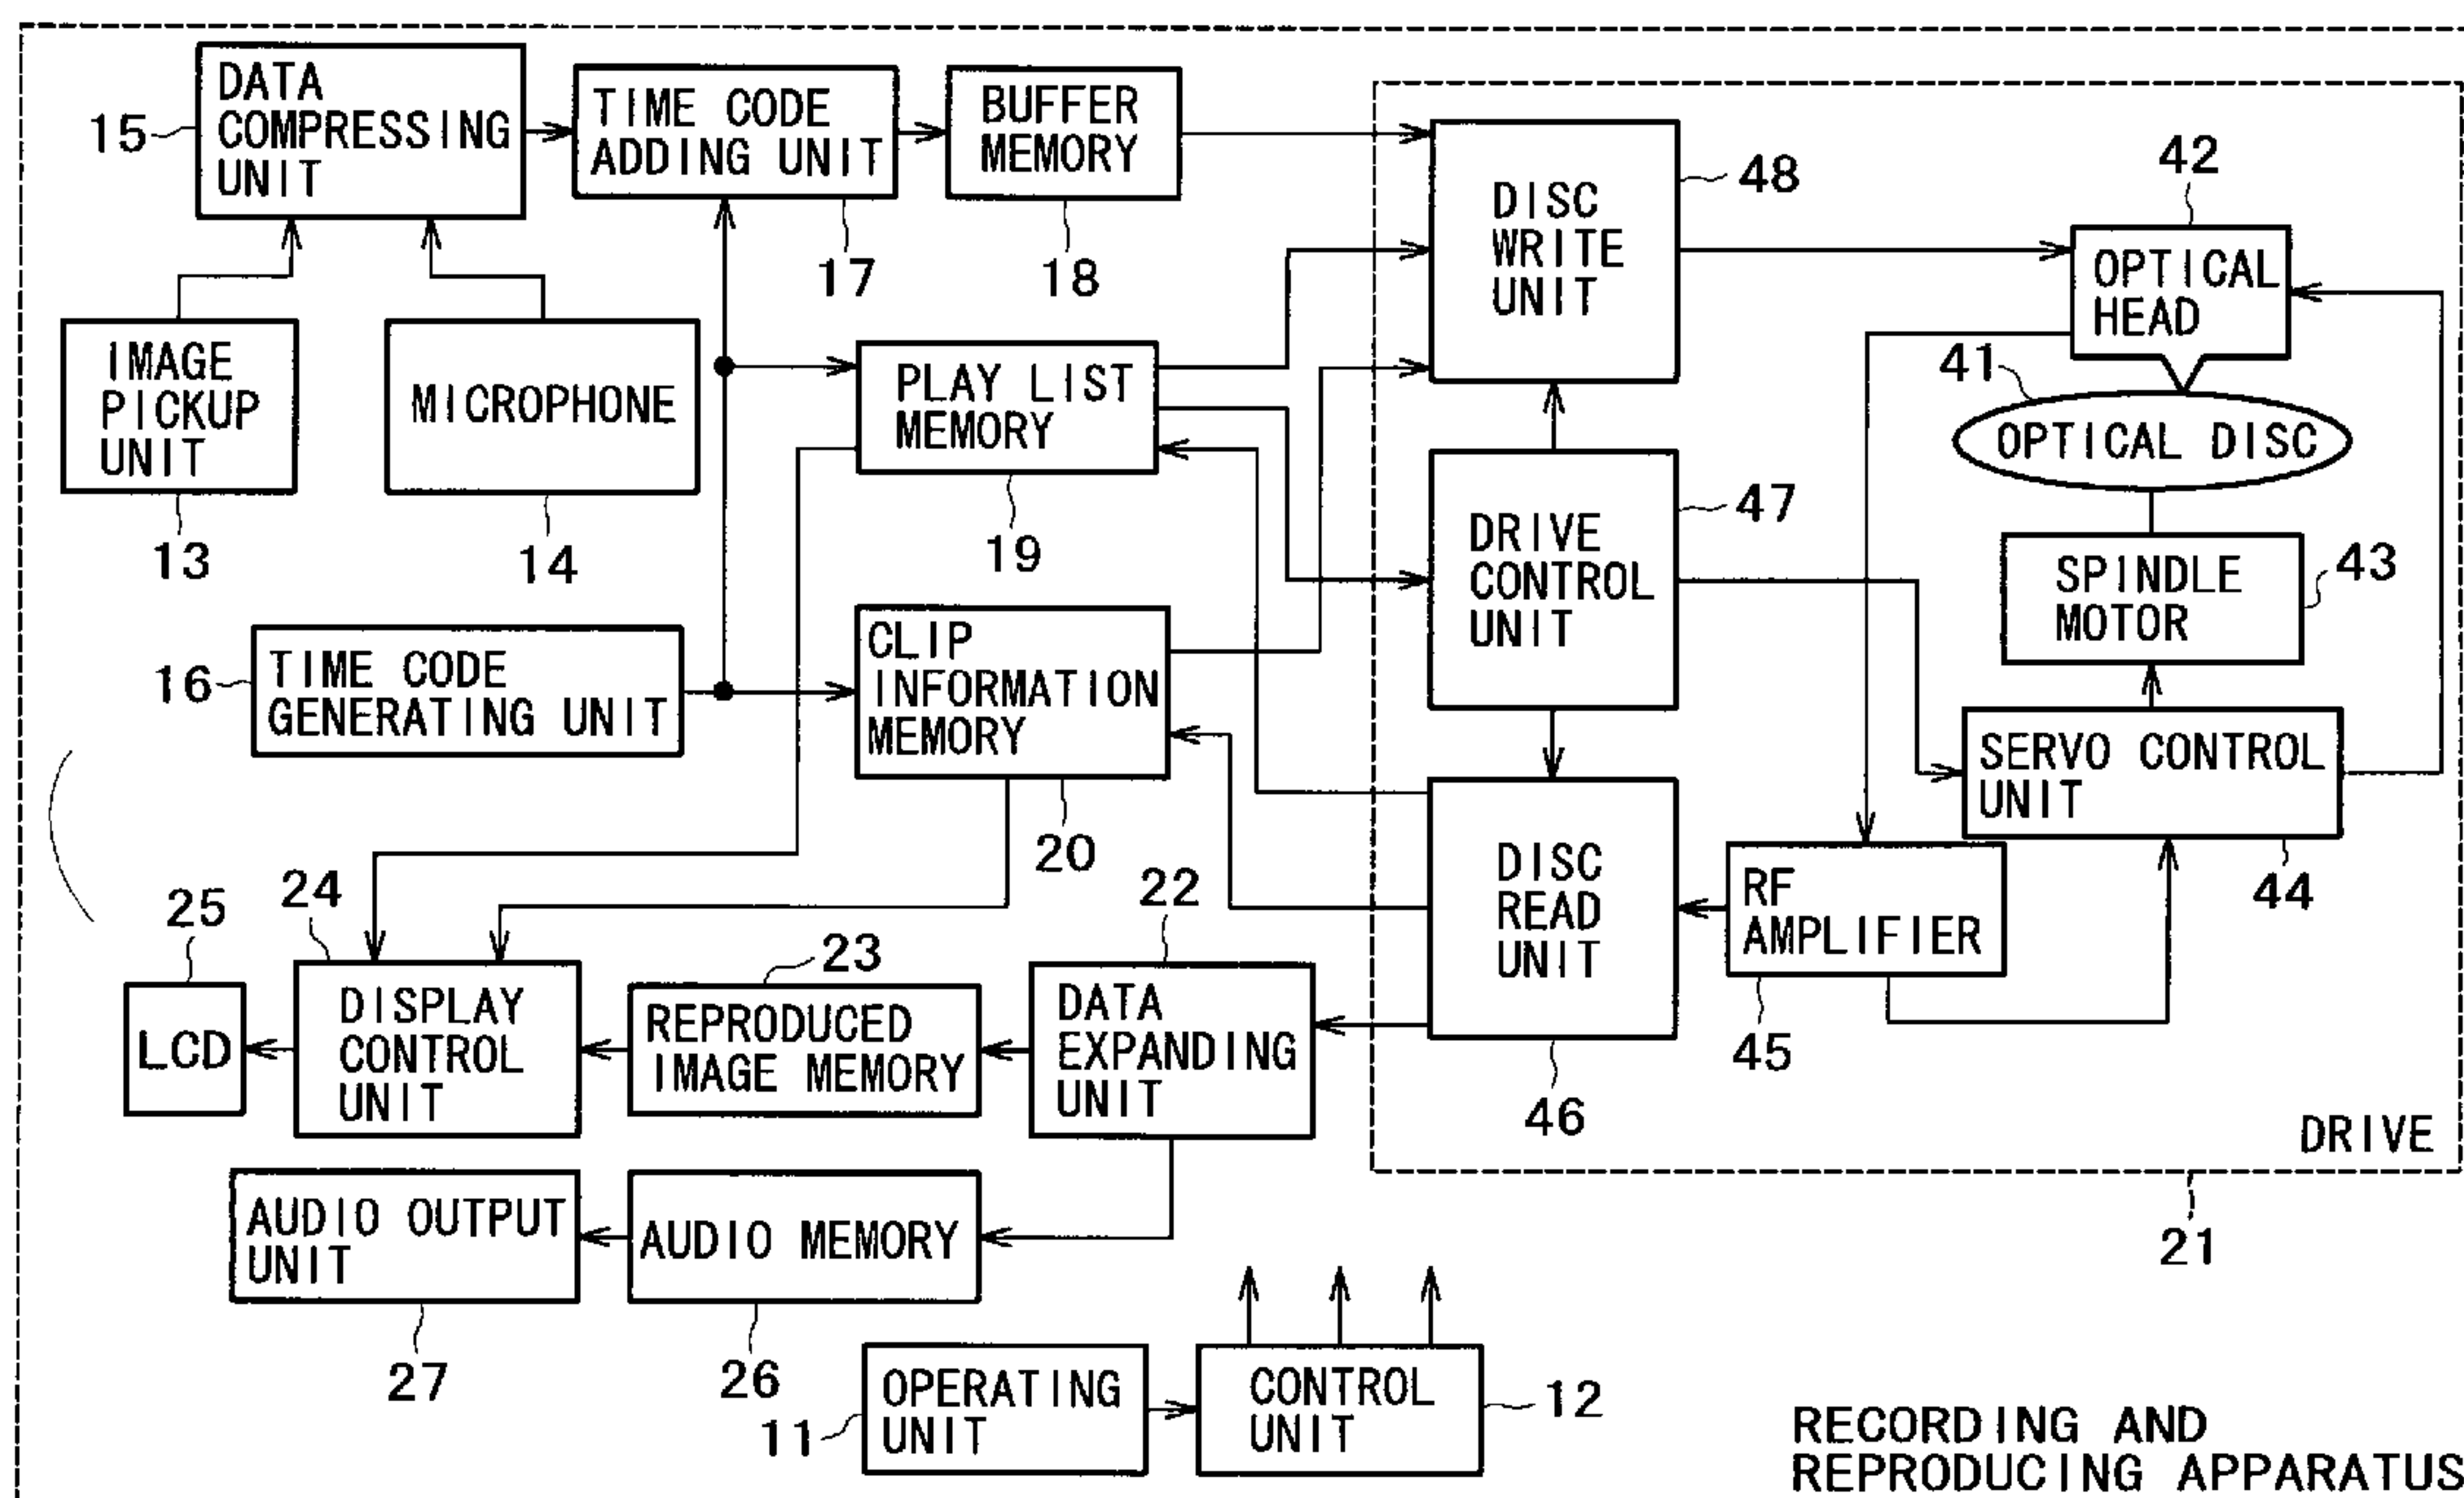 DATA
COMPRESSING
UNIT
15
TIME CODE
ADDING UNIT
17
BUFFER
MEMORY
18
DISC
WRITE
UNIT
48
42
OPTICAL
HEAD
41
OPTICAL DISC
IMAGE
PICKUP
UNIT
13
MICROPHONE
14
PLAY LIST
MEMORY
19
DRIVE
CONTROL
UNIT
47
SPINDLE
MOTOR
43
16
TIME CODE
GENERATING UNIT
CLIP
INFORMATION
MEMORY
20
SERVO CONTROL
UNIT
44
DISC
READ
UNIT
46
RF
AMPLIFIER
45
25
LCD
24
DISPLAY
CONTROL
UNIT
23
REPRODUCED
IMAGE MEMORY
22
DATA
EXPANDING
UNIT
DRIVE
21
AUDIO OUTPUT
UNIT
27
AUDIO MEMORY
26
11
OPERATING
UNIT
CONTROL
UNIT
12
RECORDING AND
REPRODUCING APPARATUS